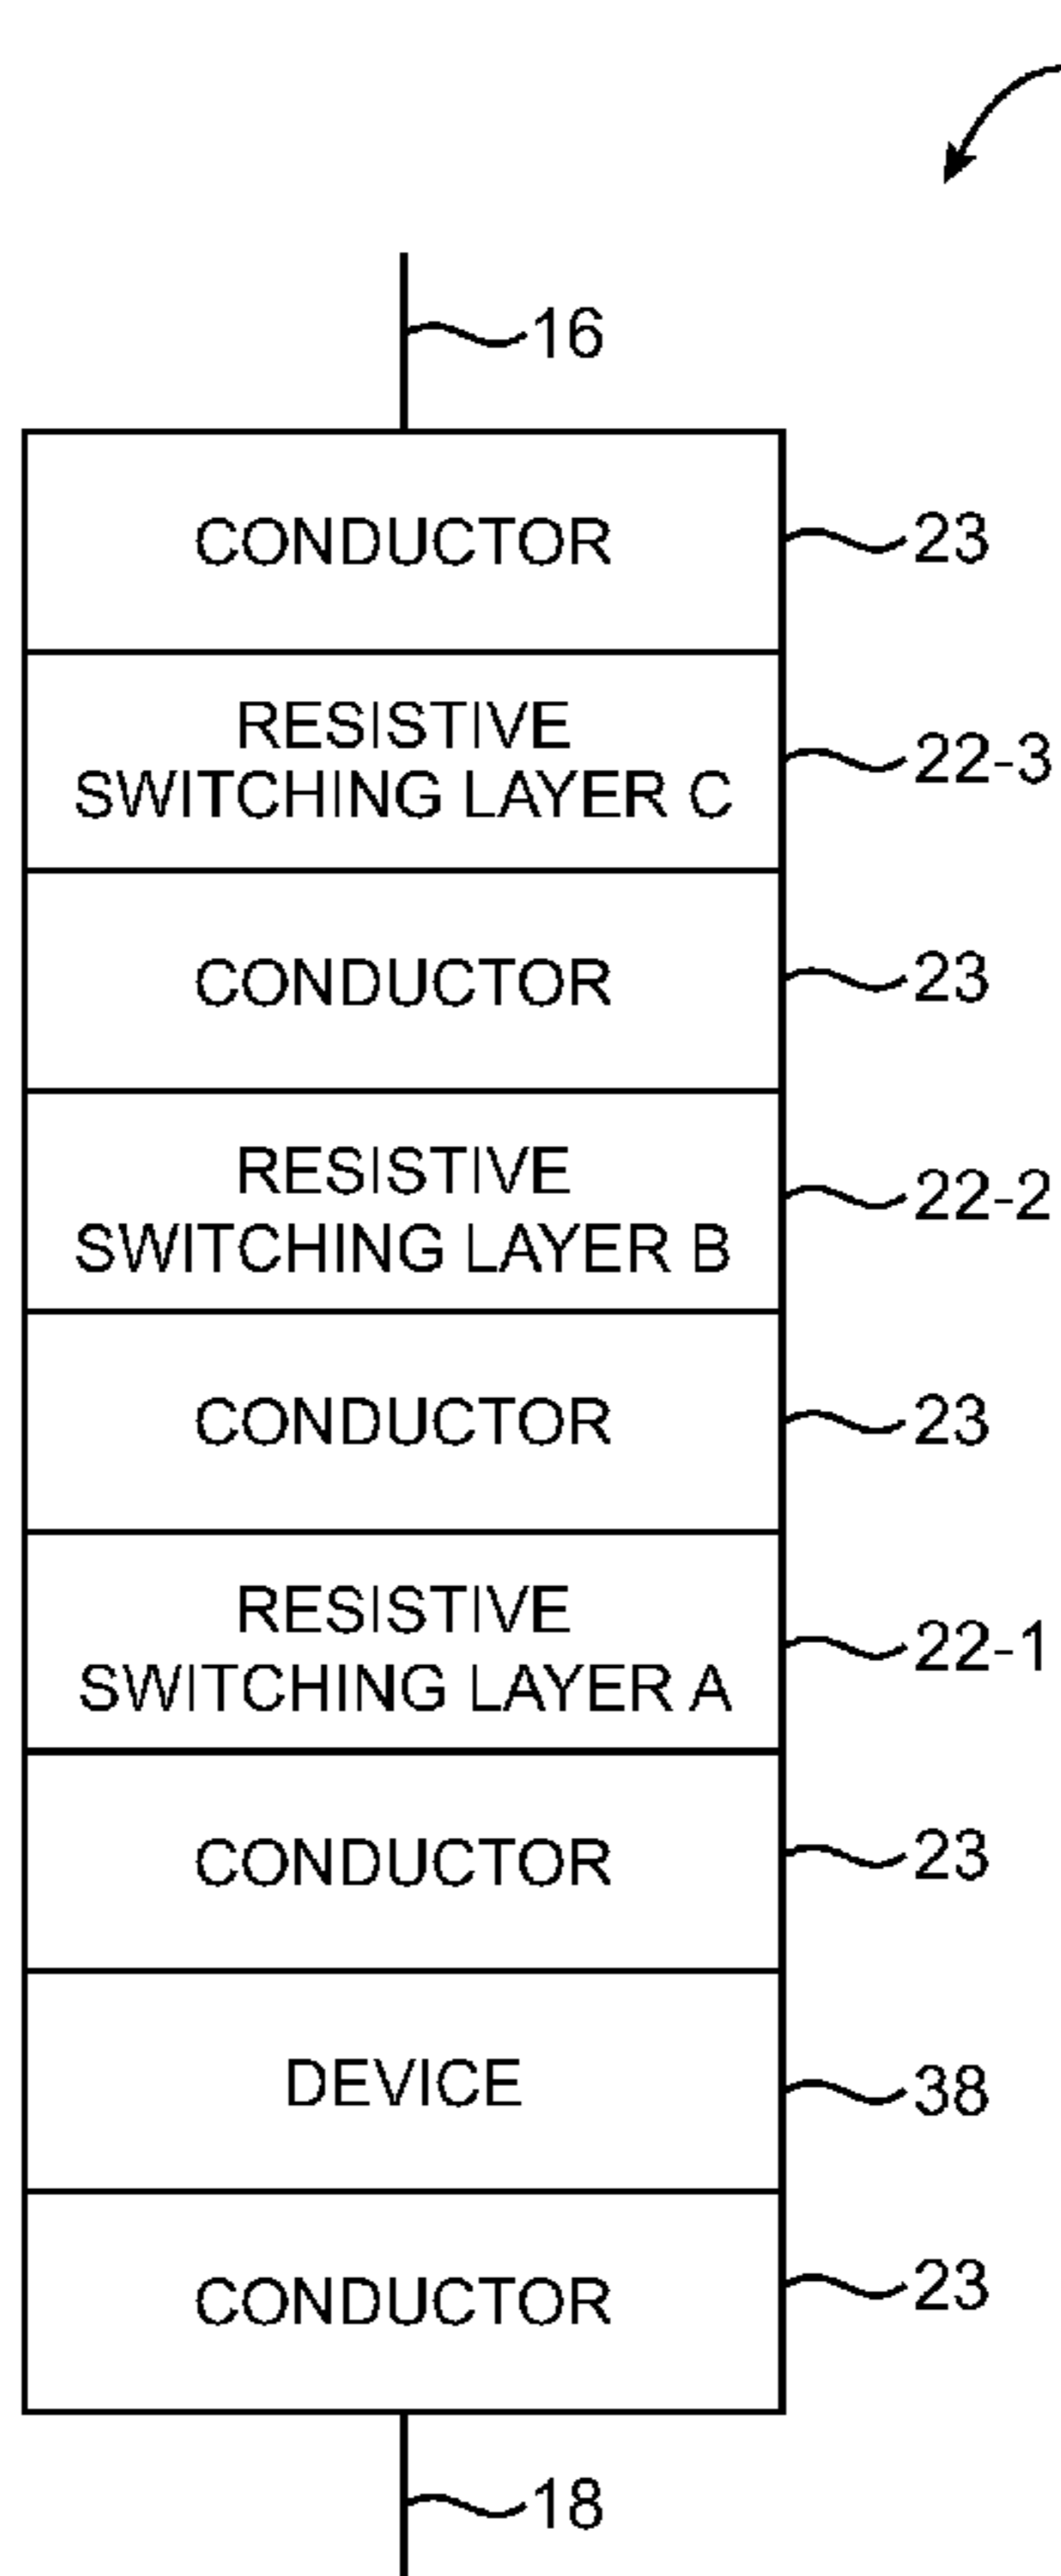 16
CONDUCTOR 23
RESISTIVE
SWITCHING LAYER C 22-3
CONDUCTOR 23
RESISTIVE
SWITCHING LAYER B 22-2
CONDUCTOR 23
RESISTIVE
SWITCHING LAYER A 22-1
CONDUCTOR 23
DEVICE 38
CONDUCTOR 23
18